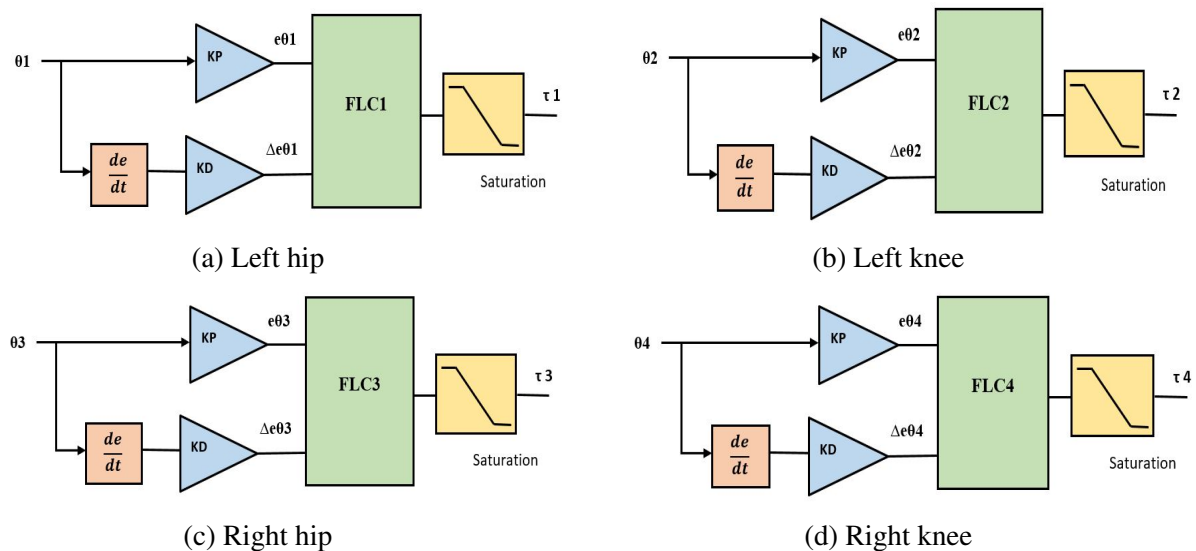 θ1
KP
eθ1
FLC1
τ 1
de
dt
KD
Δeθ1
Saturation
(a) Left hip
θ2
KP
eθ2
FLC2
τ 2
de
dt
KD
Δeθ2
Saturation
(b) Left knee
θ3
KP
eθ3
FLC3
τ 3
de
dt
KD
Δeθ3
Saturation
(c) Right hip
θ4
KP
eθ4
FLC4
τ 4
de
dt
KD
Δeθ4
Saturation
(d) Right knee